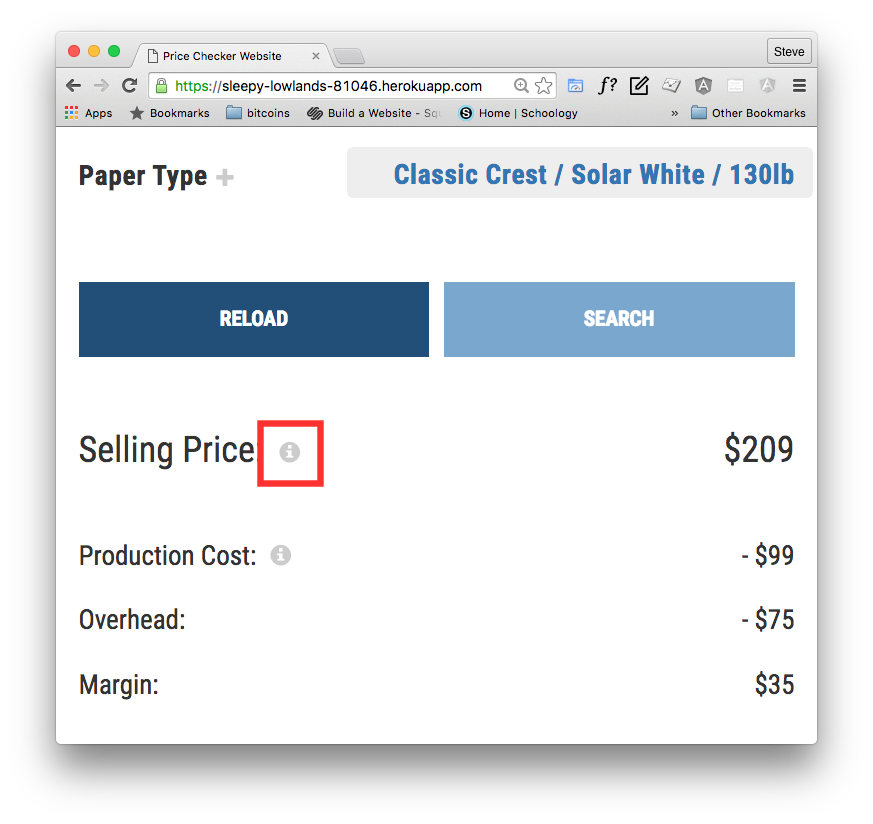 Price Checker Website
Steve
https://sleepy-lowlands-81046.herokuapp.com
f?
Apps
Bookmarks
bitcoins
Build a Website - Squ
Home | Schoology
»
Other Bookmarks
Paper Type +
Classic Crest / Solar White / 130lb
RELOAD
SEARCH
Selling Price:
$209
Production Cost:
- $99
Overhead:
- $75
Margin:
$35